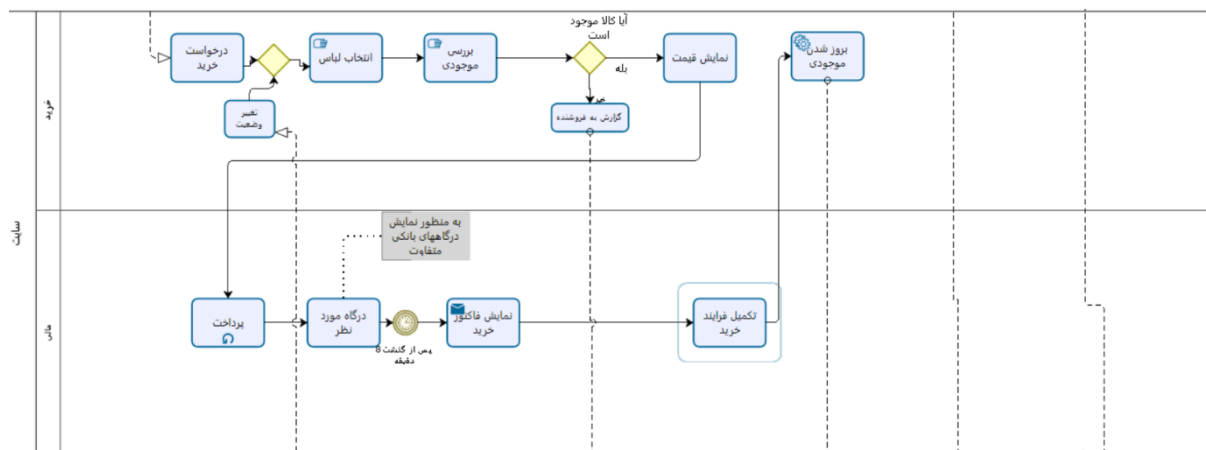 آیا کالا موجود
است
درخواست
خرید
انتخاب لباس
بررسی
موجودی
بله
نمایش قیمت
بروز شدن
موجودی
تغییر
وضعیت
خیر
گزارش به فروشنده
خرید
سایت
به منظور نمایش
درگاههای بانکی
متفاوت
مالی
پرداخت
درگاه مورد
نظر
پس از گذشت 8
دقیقه
نمایش فاکتور
خرید
تکمیل فرایند
خرید